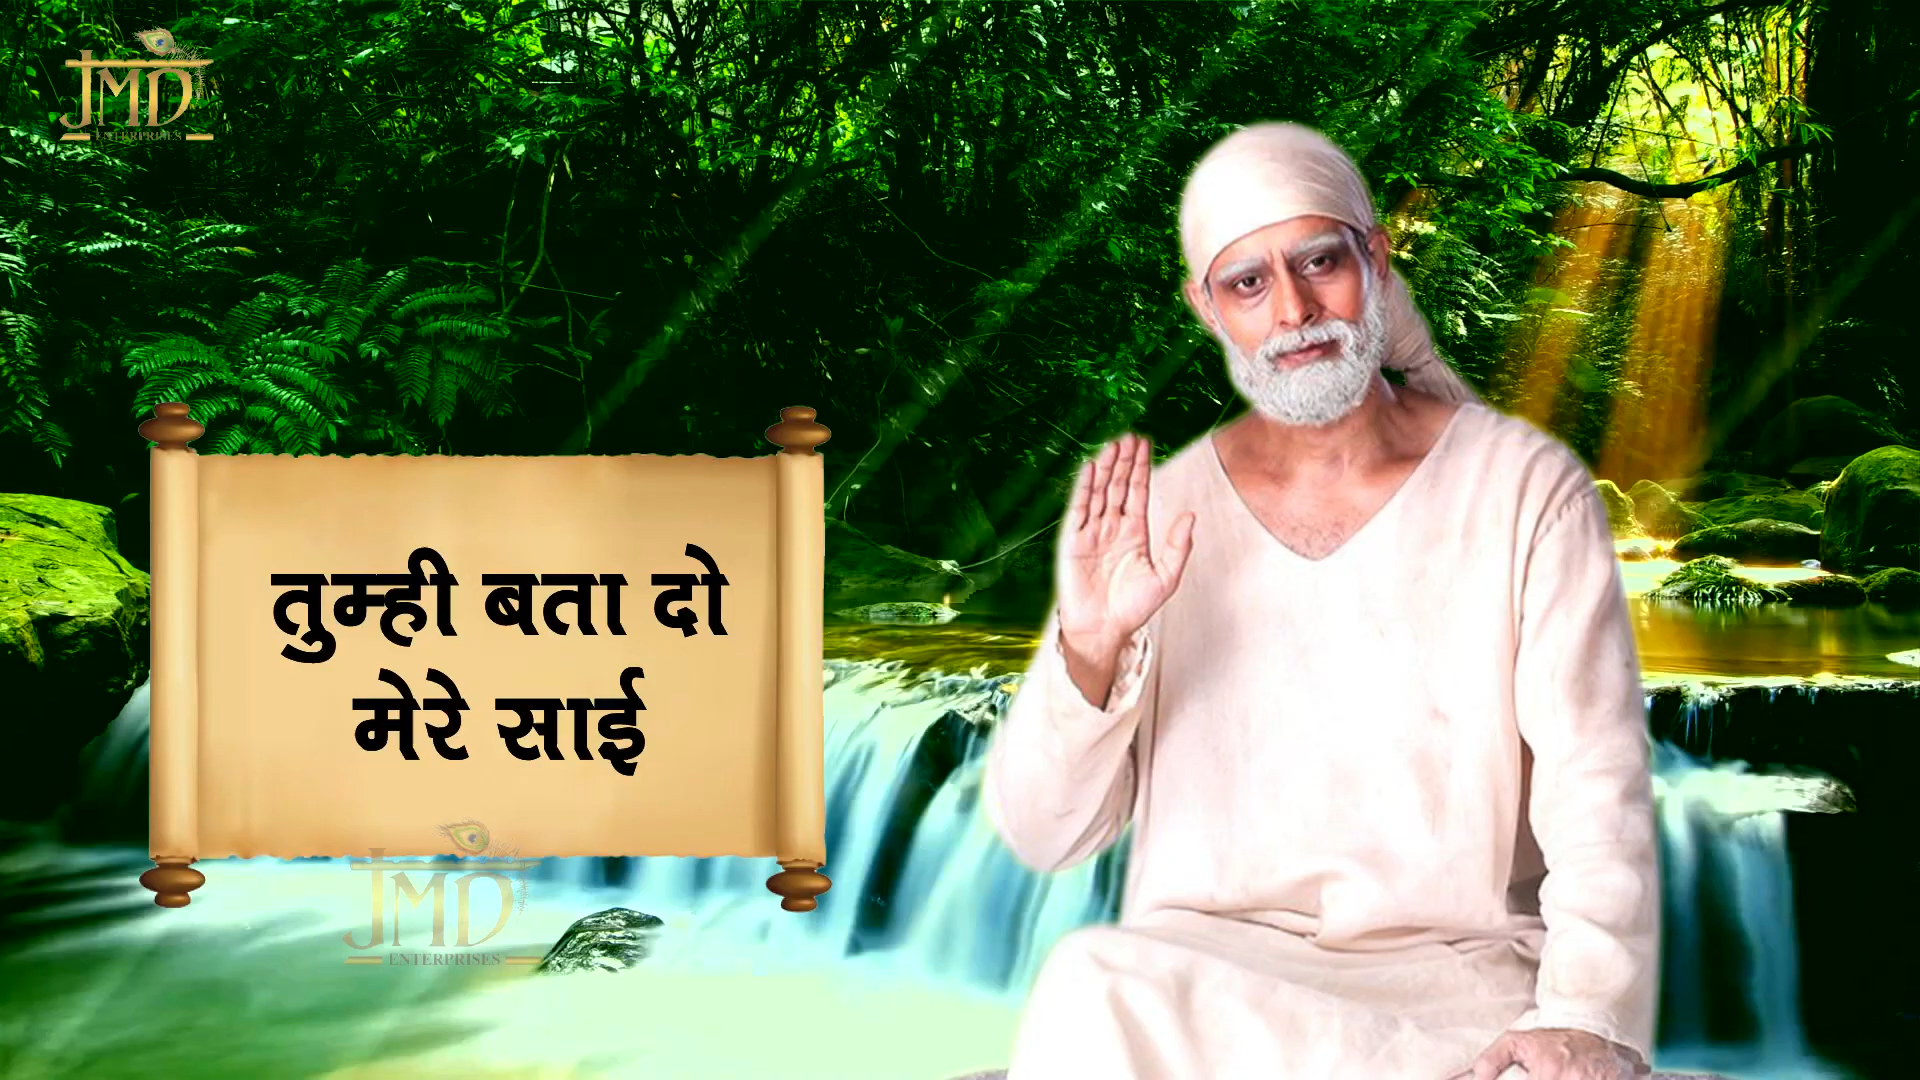 JMD
ENTERPRISES
तुम्ही बता दो
मेरे साई
JMD
ENTERPRISES